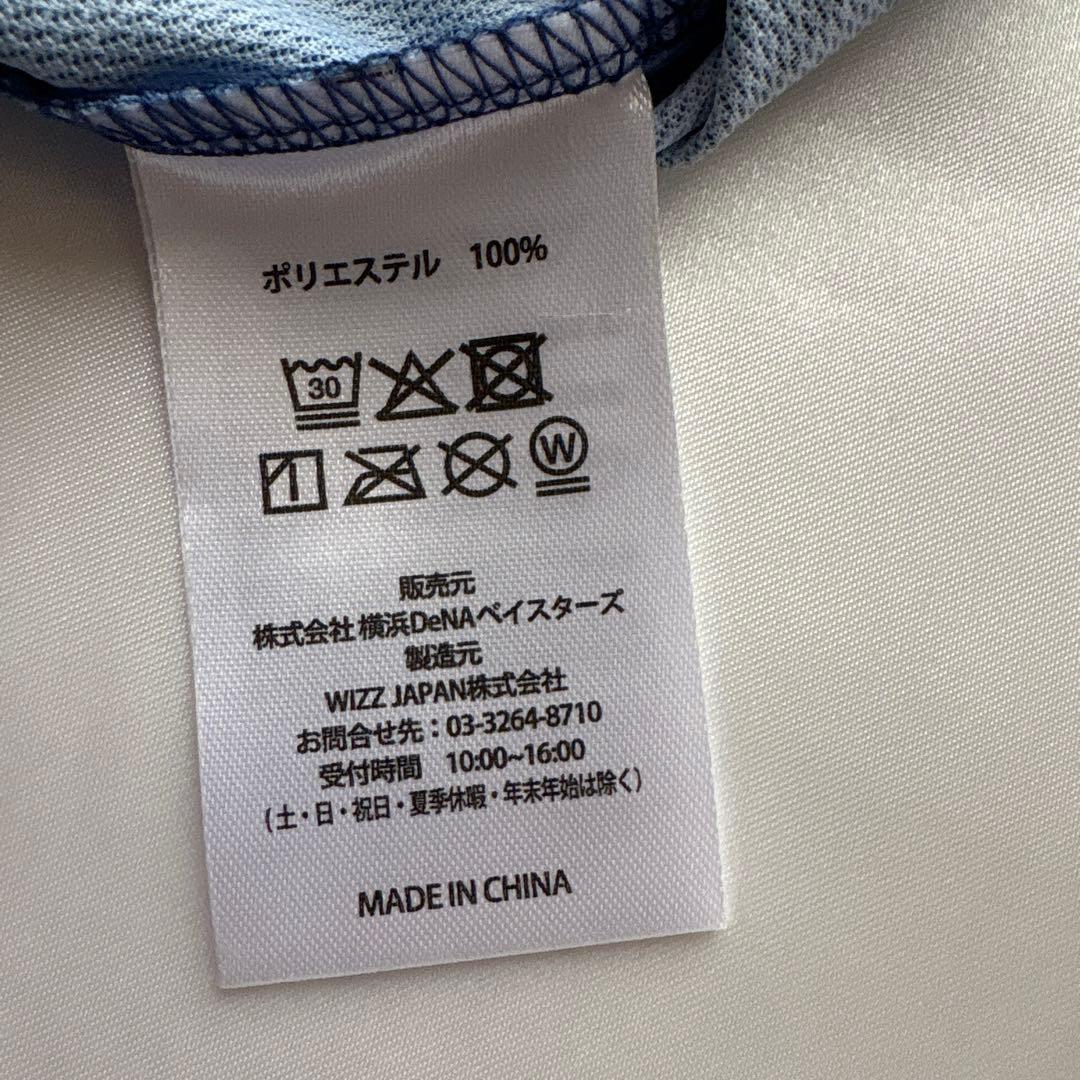 ポリエステル 100%
30
W
販売元
株式会社 横浜DeNAベイスターズ
製造元
WIZZ JAPAN株式会社
お問合せ先：03-3264-8710
受付時間 10:00~16:00
(土・日・祝日・夏季休暇・年末年始は除く)
MADE IN CHINA